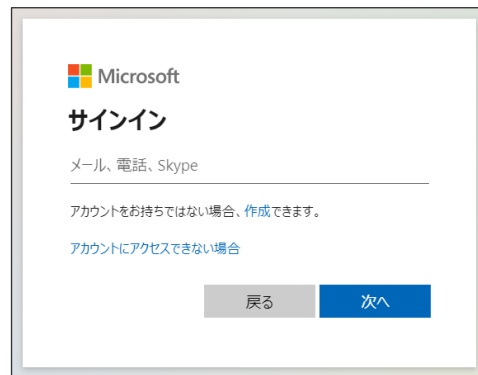 Microsoft
サインイン
メール、電話、Skype
アカウントをお持ちではない場合、作成できます。
アカウントにアクセスできない場合
戻る
次へ